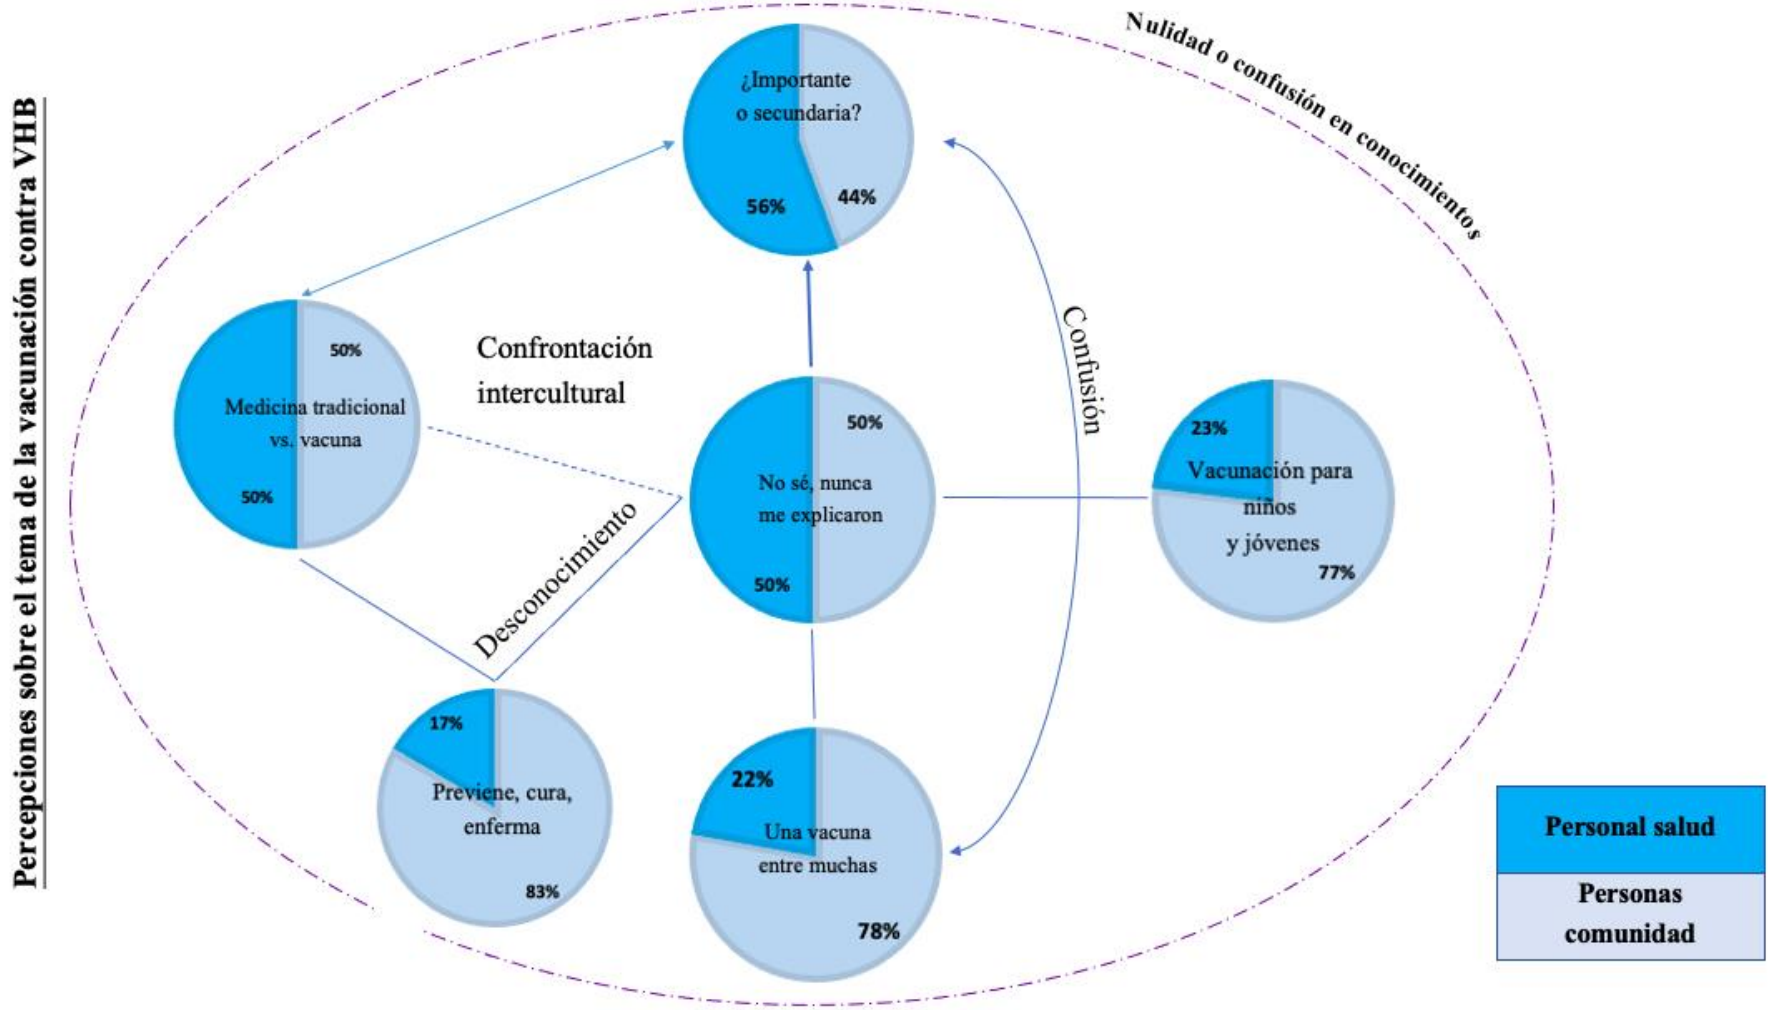 Percepciones sobre el tema de la vacunación contra VHB
Nulidad o confusión en conocimientos
¿Importante
o secundaria?
56%
44%
50%
Medicina tradicional
vs. vacuna
50%
Confrontación
intercultural
Confusión
50%
No sé, nunca
me explicaron
50%
23%
Vacunación para
niños
y jóvenes
77%
Desconocimiento
17%
Previene, cura,
enferma
83%
22%
Una vacuna
entre muchas
78%
Personal salud
Personas
comunidad